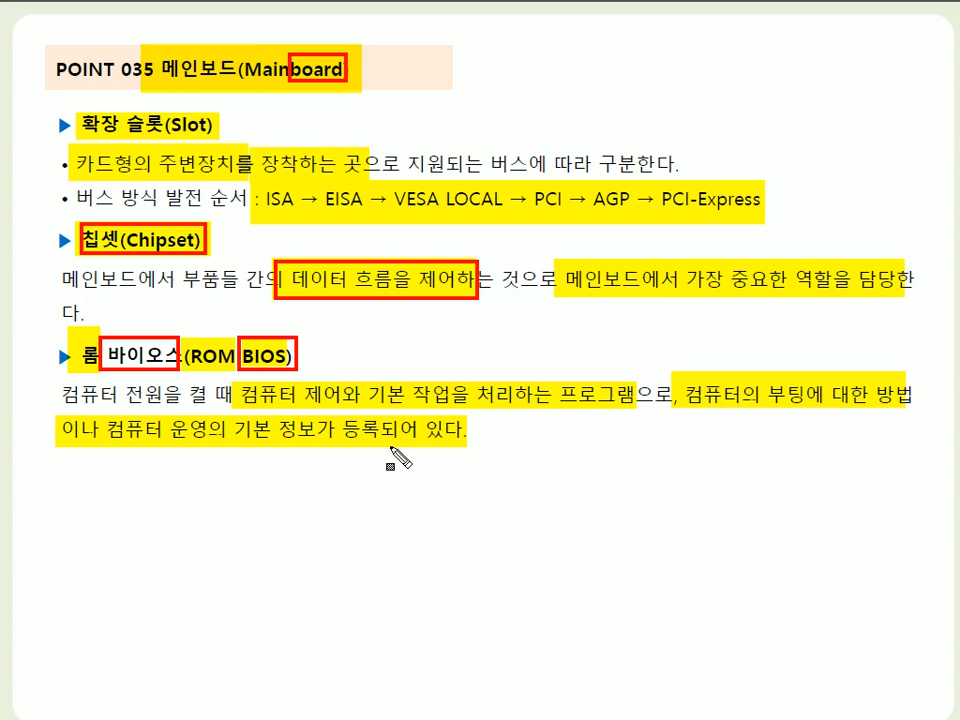 POINT 035 메인보드(Mainboard)
▶ 확장 슬롯(Slot)
• 카드형의 주변장치를 장착하는 곳으로 지원되는 버스에 따라 구분한다.
• 버스 방식 발전 순서 : ISA → EISA → VESA LOCAL → PCI → AGP → PCI-Express
▶ 칩셋(Chipset)
메인보드에서 부품들 간의 데이터 흐름을 제어하는 것으로 메인보드에서 가장 중요한 역할을 담당한
다.
▶ 롬 바이오스(ROM BIOS)
컴퓨터 전원을 켤 때 컴퓨터 제어와 기본 작업을 처리하는 프로그램으로, 컴퓨터의 부팅에 대한 방법
이나 컴퓨터 운영의 기본 정보가 등록되어 있다.